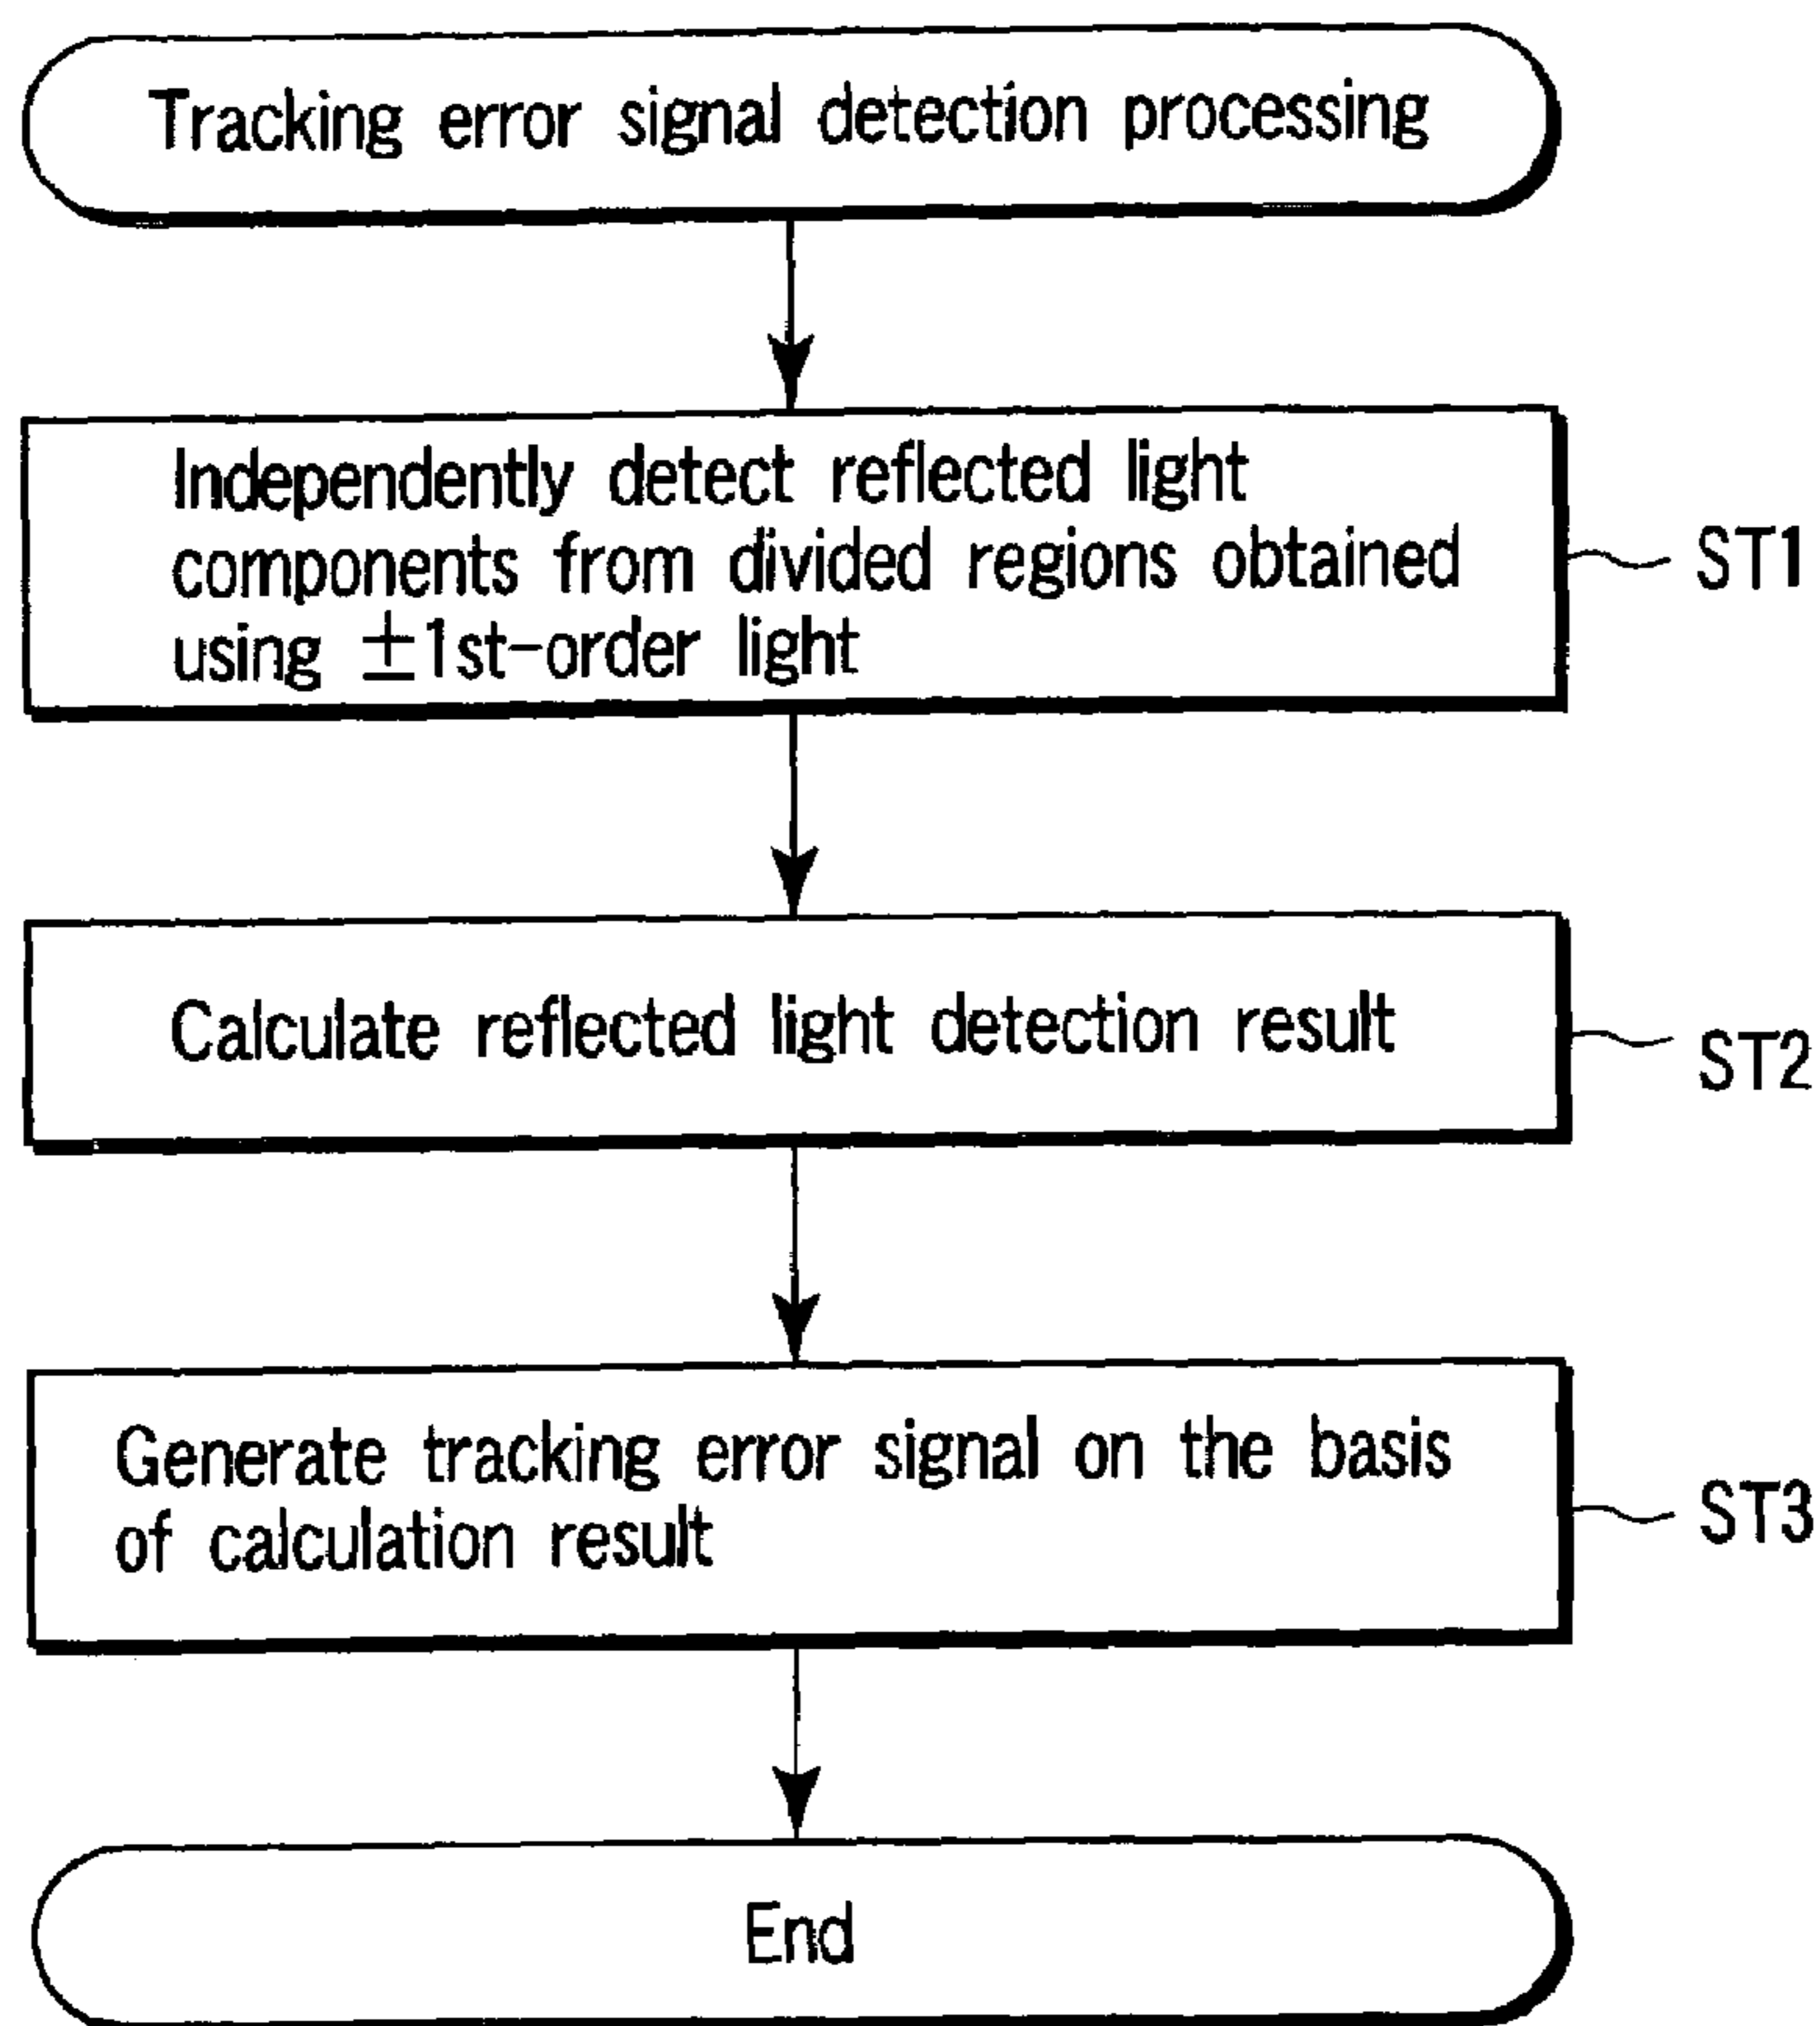 Tracking error signal detection processing
Independently detect reflected light
components from divided regions obtained
using ±1st-order light
ST1
Calculate reflected light detection result
ST2
Generate tracking error signal on the basis
of calculation result
ST3
End